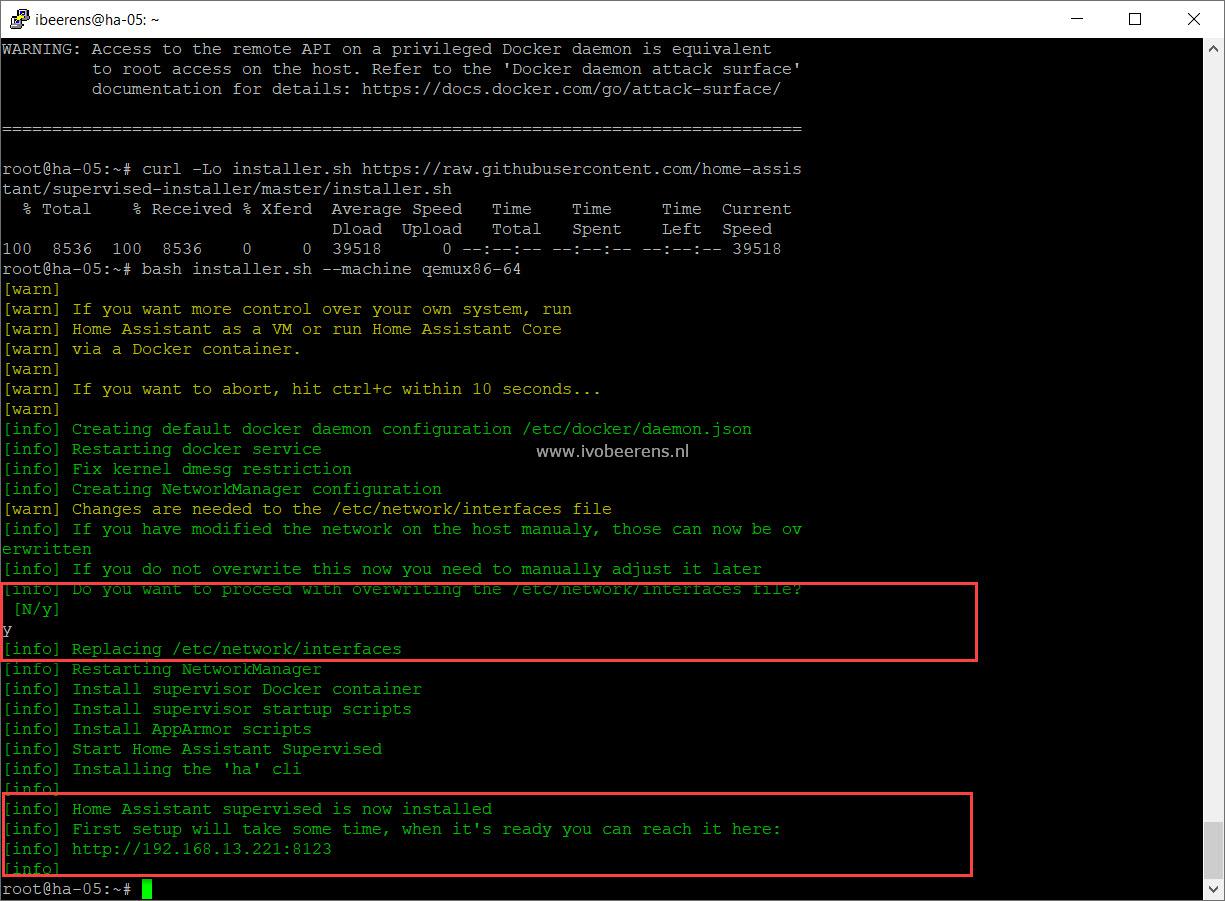 ibeerens@ha-05: ~
WARNING: Access to the remote API on a privileged Docker daemon is equivalent
         to root access on the host. Refer to the 'Docker daemon attack surface'
         documentation for details: https://docs.docker.com/go/attack-surface/
================================================================================
root@ha-05:~# curl -Lo installer.sh https://raw.githubusercontent.com/home-assis
tant/supervised-installer/master/installer.sh
  % Total    % Received % Xferd  Average Speed   Time    Time     Time  Current
                                 Dload  Upload   Total   Spent    Left  Speed
100  8536  100  8536    0     0  39518      0 --:--:-- --:--:-- --:--:-- 39518
root@ha-05:~# bash installer.sh --machine qemux86-64
[warn]
[warn] If you want more control over your own system, run
[warn] Home Assistant as a VM or run Home Assistant Core
[warn] via a Docker container.
[warn]
[warn] If you want to abort, hit ctrl+c within 10 seconds...
[warn]
[info] Creating default docker daemon configuration /etc/docker/daemon.json
[info] Restarting docker service
www.ivobeerens.nl
[info] Fix kernel dmesg restriction
[info] Creating NetworkManager configuration
[warn] Changes are needed to the /etc/network/interfaces file
[info] If you have modified the network on the host manualy, those can now be ov
erwritten
[info] If you do not overwrite this now you need to manually adjust it later
[info] Do you want to proceed with overwriting the /etc/network/interfaces file?
 [N/y]
y
[info] Replacing /etc/network/interfaces
[info] Restarting NetworkManager
[info] Install supervisor Docker container
[info] Install supervisor startup scripts
[info] Install AppArmor scripts
[info] Start Home Assistant Supervised
[info] Installing the 'ha' cli
[info]
[info] Home Assistant supervised is now installed
[info] First setup will take some time, when it's ready you can reach it here:
[info] http://192.168.13.221:8123
[info]
root@ha-05:~#